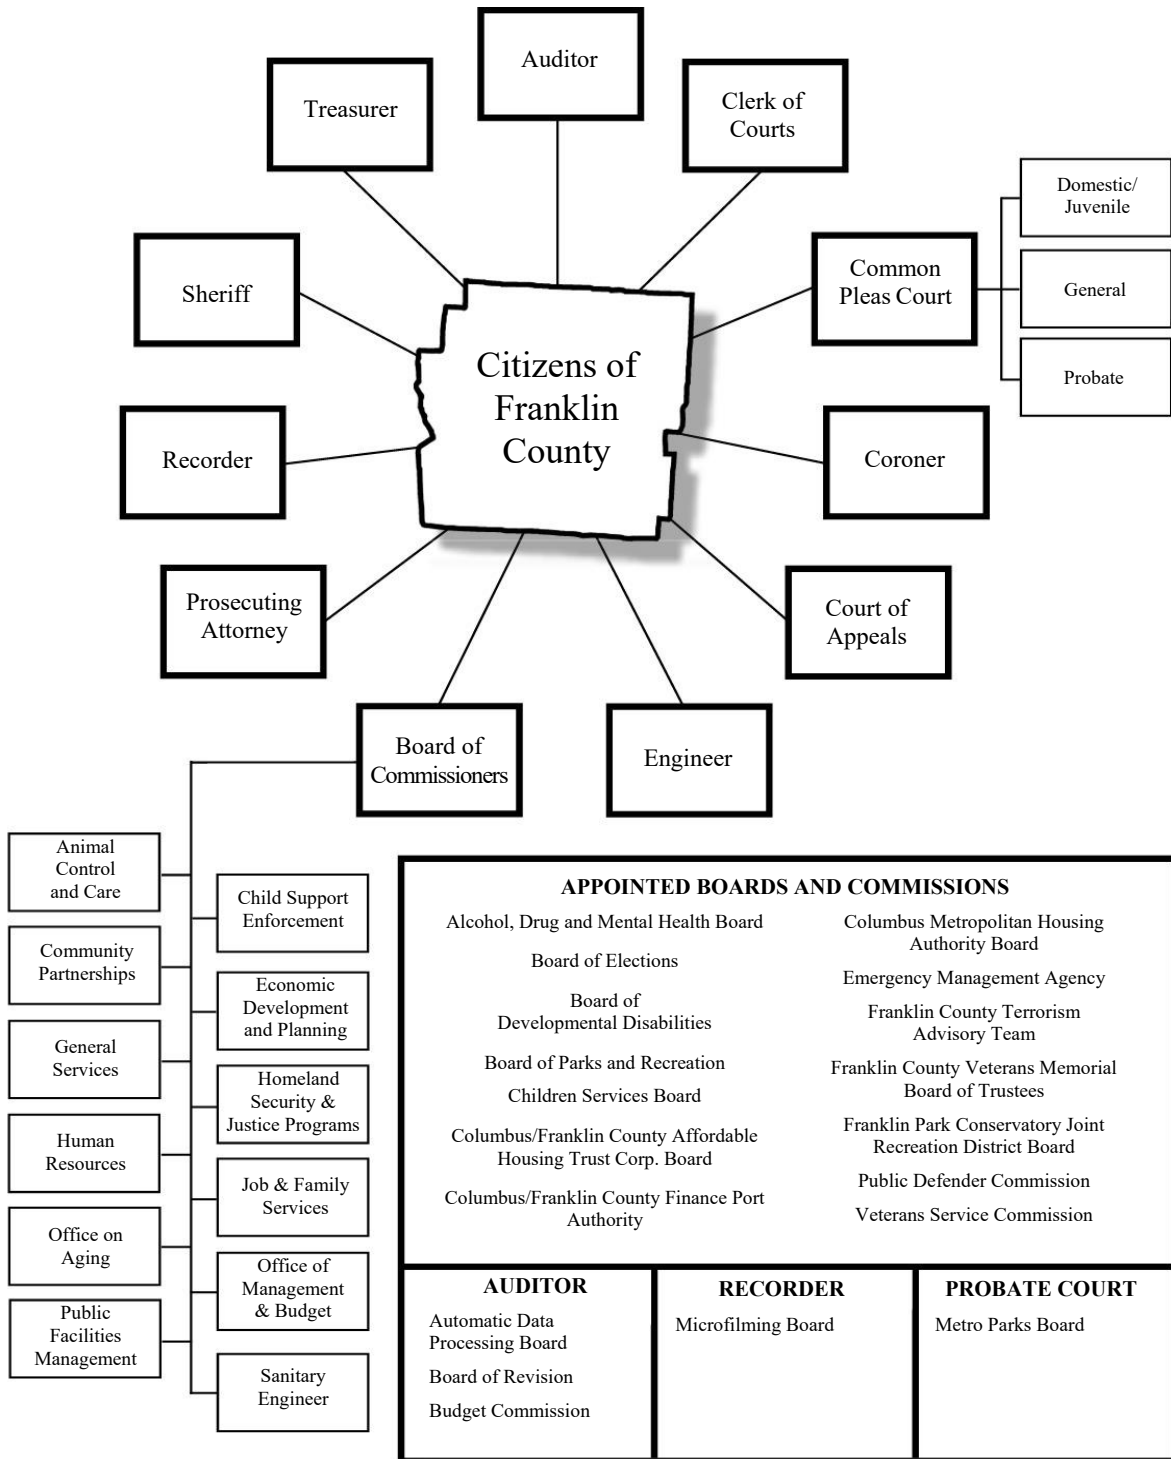 Auditor
Treasurer
Clerk of
Courts
Domestic/
Juvenile
Sheriff
Common
Pleas Court
General
Citizens of
Franklin
County
Probate
Recorder
Coroner
Prosecuting
Attorney
Court of
Appeals
Board of
Commissioners
Engineer
Animal
Control
and Care
Child Support
Enforcement
Community
Partnerships
Economic
Development
and Planning
General
Services
Homeland
Security &
Justice Programs
Human
Resources
Job & Family
Services
Office on
Aging
Office of
Management
& Budget
Public
Facilities
Management
Sanitary
Engineer
APPOINTED BOARDS AND COMMISSIONS
Alcohol, Drug and Mental Health Board
Board of Elections
Board of
Developmental Disabilities
Board of Parks and Recreation
Children Services Board
Columbus/Franklin County Affordable
Housing Trust Corp. Board
Columbus/Franklin County Finance Port
Authority
Columbus Metropolitan Housing
Authority Board
Emergency Management Agency
Franklin County Terrorism
Advisory Team
Franklin County Veterans Memorial
Board of Trustees
Franklin Park Conservatory Joint
Recreation District Board
Public Defender Commission
Veterans Service Commission
AUDITOR
Automatic Data
Processing Board
Board of Revision
Budget Commission
RECORDER
Microfilming Board
PROBATE COURT
Metro Parks Board